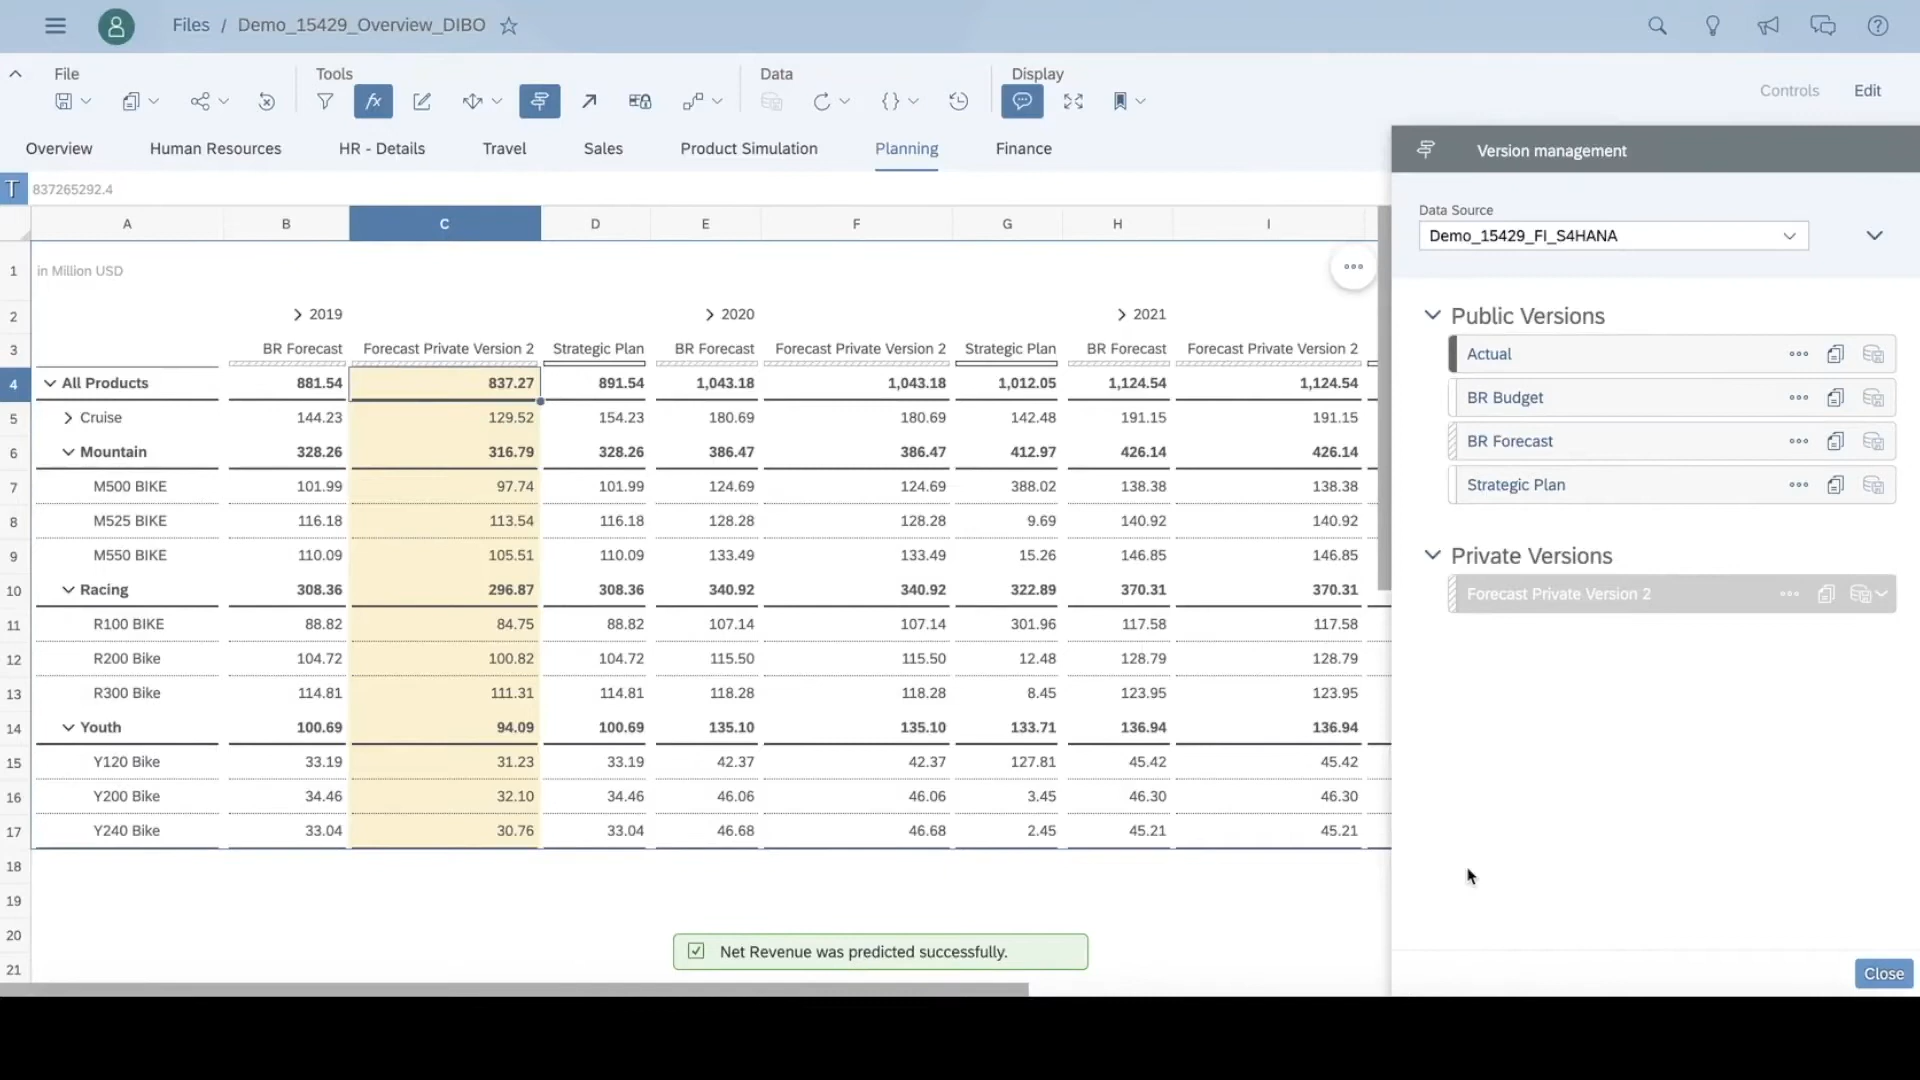 Files / Demo_15429_Overview_DIBO
File Tools Data Display
Controls Edit
Overview Human Resources HR - Details Travel Sales Product Simulation Planning Finance
T 837265292.4
A B C D E F G H I
1 in Million USD
2 2019 2020 2021
3 BR Forecast Forecast Private Version 2 Strategic Plan BR Forecast Forecast Private Version 2 Strategic Plan BR Forecast Forecast Private Version 2
4 All Products 881.54 837.27 891.54 1,043.18 1,043.18 1,012.05 1,124.54 1,124.54
5 Cruise 144.23 129.52 154.23 180.69 180.69 142.48 191.15 191.15
6 Mountain 328.26 316.79 328.26 386.47 386.47 412.97 426.14 426.14
7 M500 BIKE 101.99 97.74 101.99 124.69 124.69 388.02 138.38 138.38
8 M525 BIKE 116.18 113.54 116.18 128.28 128.28 9.69 140.92 140.92
9 M550 BIKE 110.09 105.51 110.09 133.49 133.49 15.26 146.85 146.85
10 Racing 308.36 296.87 308.36 340.92 340.92 322.89 370.31 370.31
11 R100 BIKE 88.82 84.75 88.82 107.14 107.14 301.96 117.58 117.58
12 R200 Bike 104.72 100.82 104.72 115.50 115.50 12.48 128.79 128.79
13 R300 Bike 114.81 111.31 114.81 118.28 118.28 8.45 123.95 123.95
14 Youth 100.69 94.09 100.69 135.10 135.10 133.71 136.94 136.94
15 Y120 Bike 33.19 31.23 33.19 42.37 42.37 127.81 45.42 45.42
16 Y200 Bike 34.46 32.10 34.46 46.06 46.06 3.45 46.30 46.30
17 Y240 Bike 33.04 30.76 33.04 46.68 46.68 2.45 45.21 45.21
18
19
20
21
Net Revenue was predicted successfully.
Version management
Data Source
Demo_15429_FI_S4HANA
Public Versions
Actual
BR Budget
BR Forecast
Strategic Plan
Private Versions
Forecast Private Version 2
Close